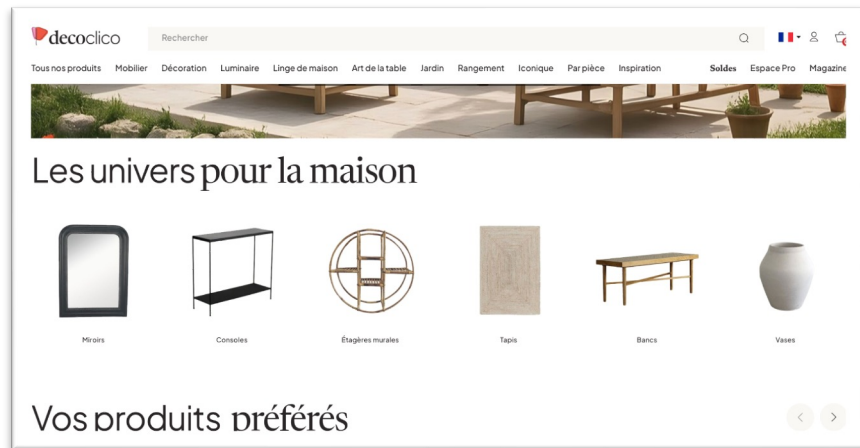 decoclico
Rechercher
Tous nos produits Mobilier Décoration Luminaire Linge de maison Art de la table Jardin Rangement Iconique Par pièce Inspiration Soldes Espace Pro Magazine
Les univers pour la maison
Miroirs Consoles Étagères murales Tapis Bancs Vases
Vos produits préférés